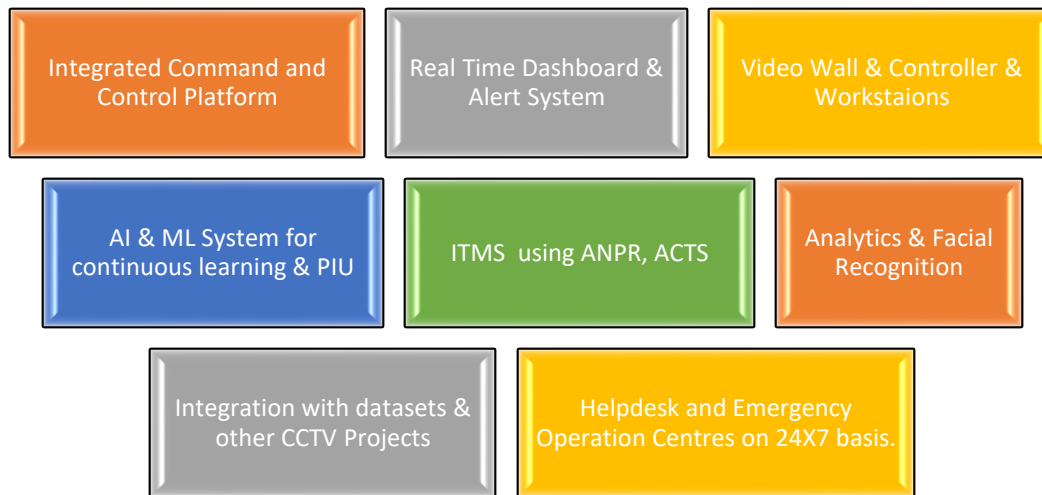 Integrated Command and
Control Platform
Real Time Dashboard &
Alert System
Video Wall & Controller &
Workstaions
AI & ML System for
continuous learning & PIU
ITMS  using ANPR, ACTS
Analytics & Facial
Recognition
Integration with datasets &
other CCTV Projects
Helpdesk and Emergency
Operation Centres on 24X7 basis.